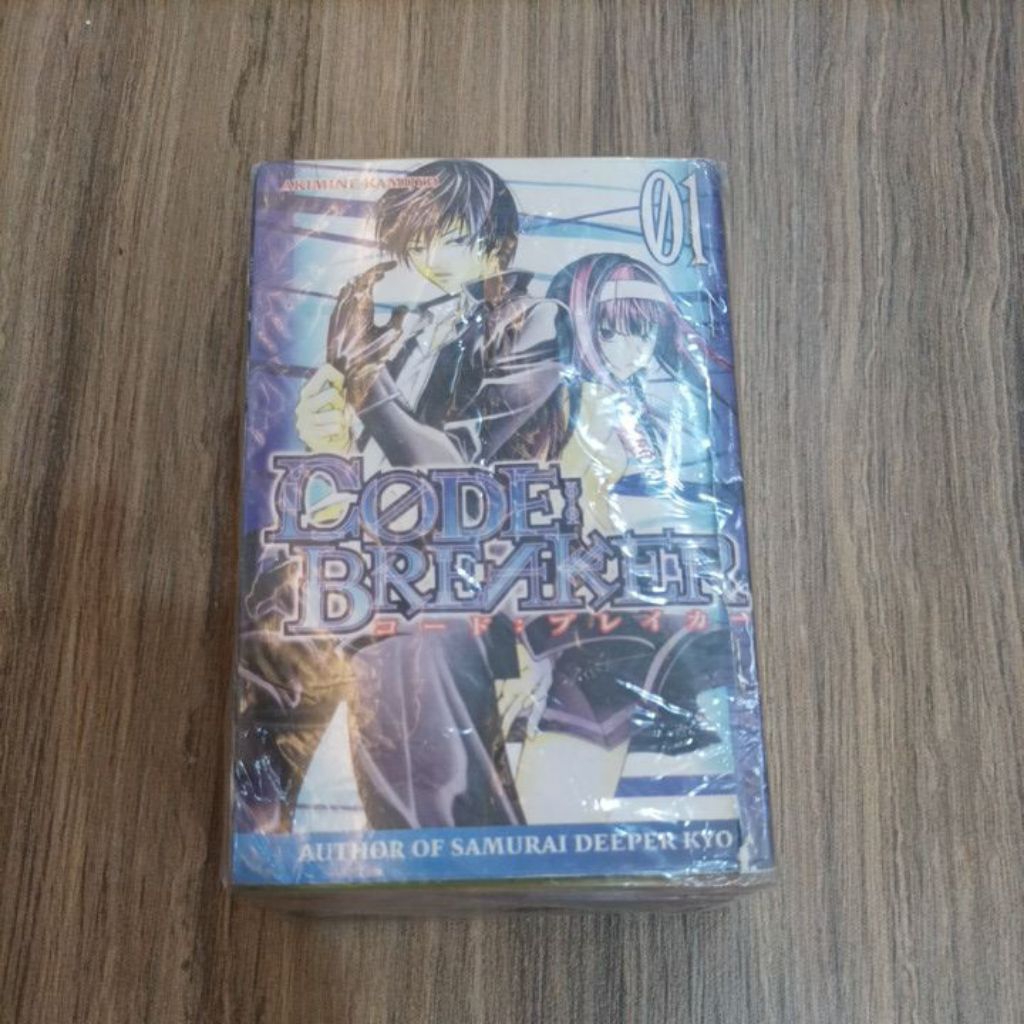 AKIMINE KAMIJYO
01
CODE:
BREAKER
コード:ブレイカー
AUTHOR OF SAMURAI DEEPER KYO